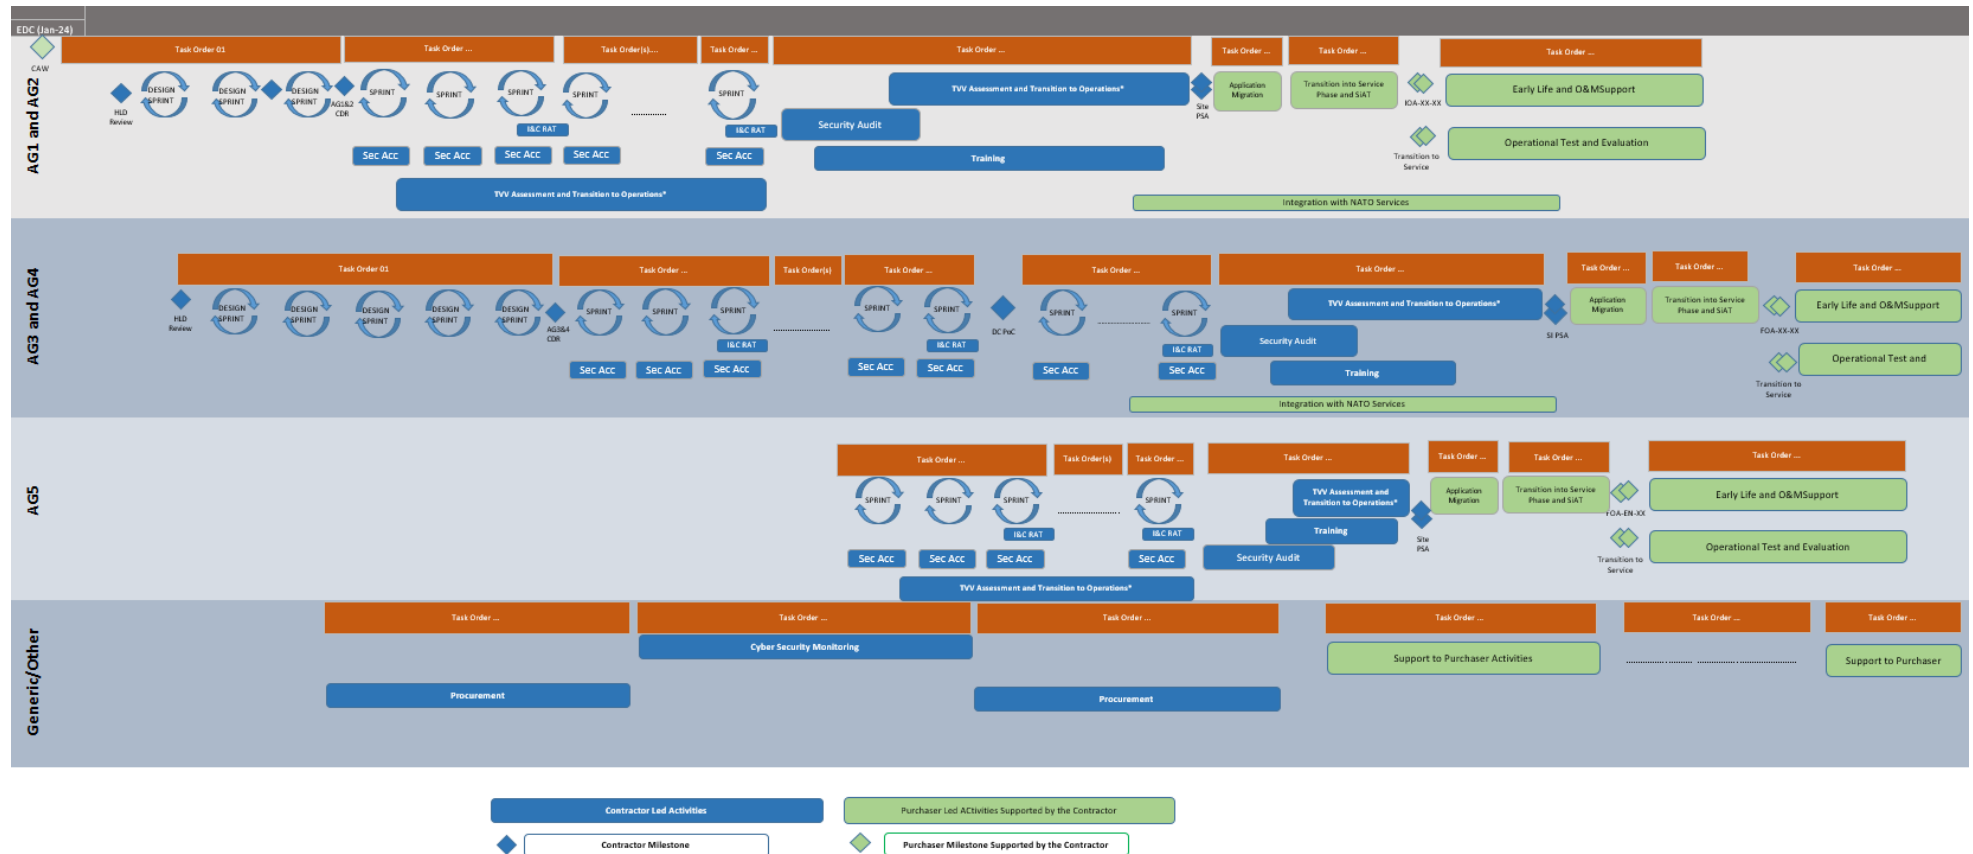 EDC (Jan-24)
AG1 and AG2
Task Order 01
Task Order ...
Task Order(s)....
Task Order ...
Task Order ...
Task Order ...
Task Order ...
Task Order ...
CAW
HLD
Review
DESIGN
SPRINT
DESIGN
SPRINT
DESIGN
SPRINT
AG1&2
CDR
SPRINT
SPRINT
SPRINT
SPRINT
..............
SPRINT
I&C RAT
I&C RAT
Sec Acc
Sec Acc
Sec Acc
Sec Acc
Sec Acc
TVV Assessment and Transition to Operations*
TVV Assessment and Transition to Operations*
Security Audit
Training
Site
PSA
Application
Migration
Transition into Service
Phase and SiAT
IOA-XX-XX
Early Life and O&MSupport
Transition to
Service
Operational Test and Evaluation
Integration with NATO Services
AG3 and AG4
Task Order 01
Task Order ...
Task Order(s)
Task Order ...
Task Order ...
Task Order ...
Task Order ...
Task Order ...
Task Order ...
HLD
Review
DESIGN
SPRINT
DESIGN
SPRINT
DESIGN
SPRINT
DESIGN
SPRINT
DESIGN
SPRINT
AG3&4
CDR
SPRINT
SPRINT
SPRINT
....................
SPRINT
SPRINT
DC PoC
SPRINT
....................
SPRINT
I&C RAT
I&C RAT
I&C RAT
Sec Acc
Sec Acc
Sec Acc
Sec Acc
Sec Acc
Sec Acc
Sec Acc
TVV Assessment and Transition to Operations*
Security Audit
Training
SI PSA
Application
Migration
Transition into Service
Phase and SiAT
FOA-XX-XX
Early Life and O&MSupport
Transition to
Service
Operational Test and
Integration with NATO Services
AG5
Task Order ...
Task Order(s)
Task Order ...
Task Order ...
Task Order ...
Task Order ...
Task Order ...
SPRINT
SPRINT
SPRINT
......................
SPRINT
I&C RAT
I&C RAT
Sec Acc
Sec Acc
Sec Acc
Sec Acc
TVV Assessment and Transition to Operations*
TVV Assessment and
Transition to Operations*
Training
Security Audit
Site
PSA
Application
Migration
Transition into Service
Phase and SiAT
FOA-EN-XX
Early Life and O&MSupport
Transition to
Service
Operational Test and Evaluation
Generic/Other
Task Order ...
Task Order ...
Task Order ...
Task Order ...
Task Order ...
Task Order ...
Cyber Security Monitoring
Procurement
Procurement
Support to Purchaser Activities
Support to Purchaser
Contractor Led Activities
Purchaser Led ACtivities Supported by the Contractor
Contractor Milestone
Purchaser Milestone Supported by the Contractor